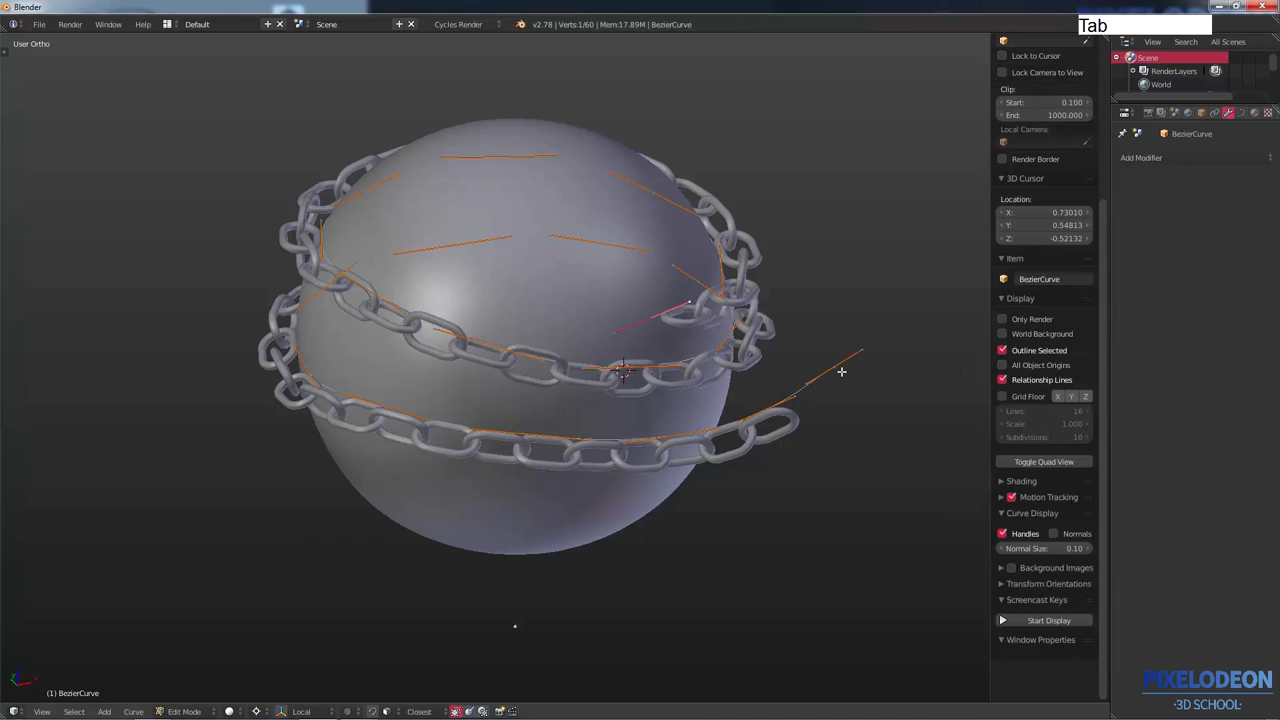 Blender
File Render Window Help Default Scene Cycles Render v2.78 | Verts:1/60 | Mem:17.89M | BezierCurve
Tab
User Ortho
View Search All Scenes
Scene
RenderLayers
World
BezierCurve
Add Modifier
Lock to Cursor
Lock Camera to View
Clip:
Start: 0.100
End: 1000.000
Local Camera:
Render Border
3D Cursor
Location:
X: 0.73010
Y: 0.54813
Z: -0.52132
Item
BezierCurve
Display
Only Render
World Background
Outline Selected
All Object Origins
Relationship Lines
Grid Floor X Y Z
Lines: 16
Scale: 1.000
Subdivisions: 10
Toggle Quad View
Shading
Motion Tracking
Curve Display
Handles Normals
Normal Size: 0.10
Background Images
Transform Orientations
Screencast Keys
Start Display
Window Properties
(1) BezierCurve
View Select Add Curve Edit Mode Local Closest
PIXELODEON
·3D SCHOOL·